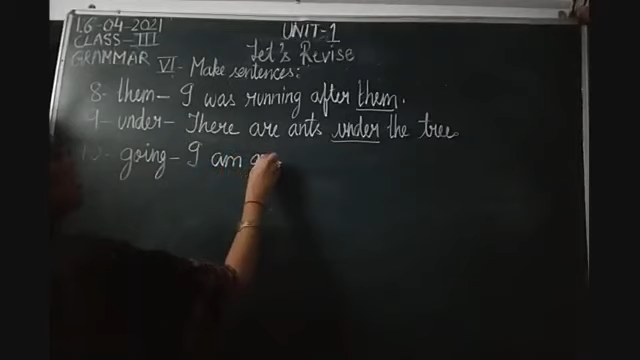 16-04-2021
UNIT-1
CLASS-III
Let's Revise
GRAMMAR
VI- Make sentences:
8- them- I was running after them.
9- under- There are ants under the tree.
going- I am